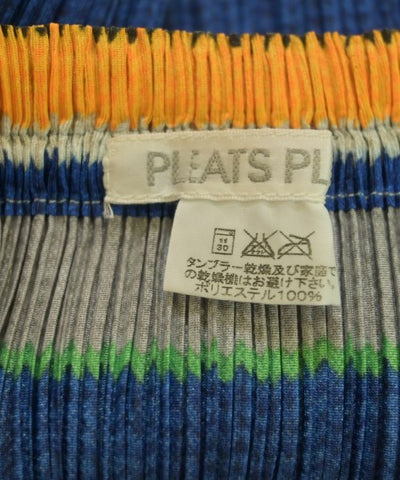 PLEATS PL
弱
30
タンブラー乾燥及び家庭で
の乾燥機はお避け下さい。
ポリエステル100%